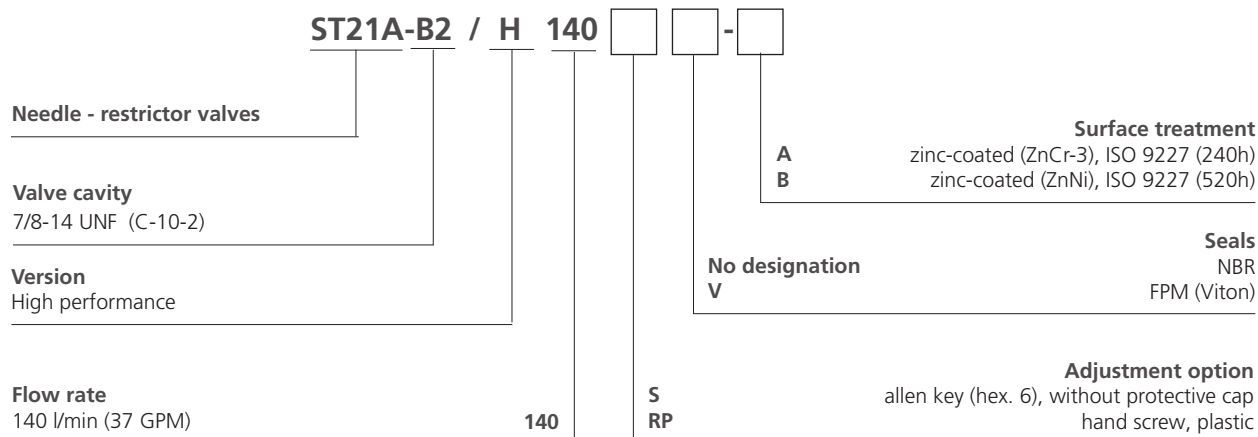 ST21A-B2 / H 140 -
Needle - restrictor valves
Surface treatment
A zinc-coated (ZnCr-3), ISO 9227 (240h)
B zinc-coated (ZnNi), ISO 9227 (520h)
Valve cavity
7/8-14 UNF (C-10-2)
Seals
No designation NBR
V FPM (Viton)
Version
High performance
Adjustment option
Flow rate
S allen key (hex. 6), without protective cap
140 l/min (37 GPM) 140 RP hand screw, plastic